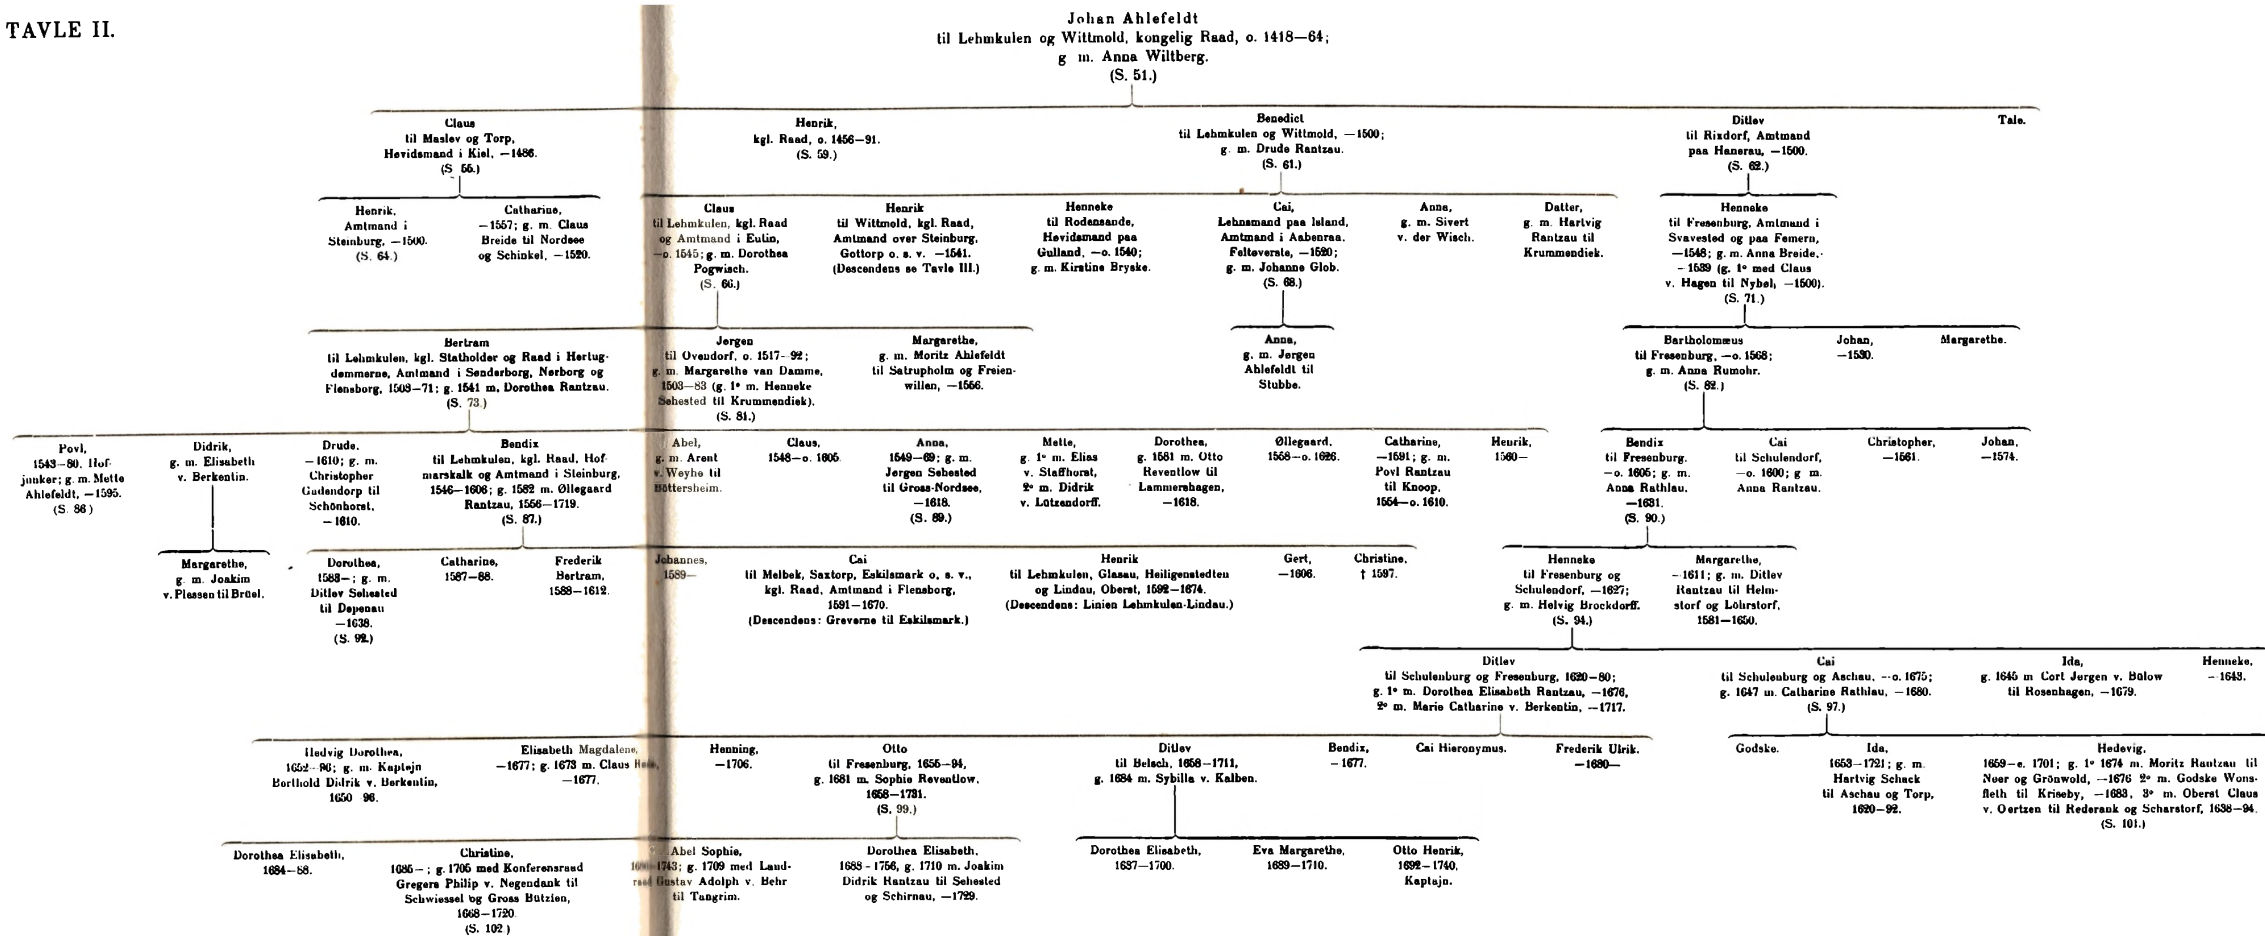 TAVLE II.
Johan Ahlefeldt
til Lehmkulen og Wittmold, kongelig Raad, o. 1418—64;
g m. Anna Wiltberg.
(S. 51.)
Claus
til Maslev og Torp,
Høvidsmand i Kiel, —1486.
(S. 55.)
Henrik,
kgl. Raad, o. 1456—91.
(S. 59.)
Benedict
til Lehmkulen og Wittmold, —1500;
g. m. Drude Rantzau.
(S. 61.)
Ditlev
til Rixdorf, Amtmand
paa Hanerau, —1500.
(S. 62.)
Tale.
Henrik,
Amtmand i
Steinburg, —1500.
(S. 64.)
Catharine,
—1557; g. m. Claus
Breide til Nordsee
og Schinkel, —1520.
Claus
til Lehmkulen, kgl. Raad
og Amtmand i Eutin,
—o. 1545; g. m. Dorothea
Pogwisch.
(S. 66.)
Henrik
til Wittmold, kgl. Raad,
Amtmand over Steinburg,
Gottorp o. s. v. —1541.
(Descendens se Tavle III.)
Henneke
til Rodensande,
Høvidsmand paa
Gulland, —o. 1540;
g. m. Kirstine Bryske.
Cai,
Lehnsmand paa Island,
Amtmand i Aabenraa.
Felteverste, —1520;
g. m. Johanne Glob.
(S. 68.)
Anna,
g. m. Sivert
v. der Wisch.
Datter,
g. m. Hartvig
Rantzau til
Krummendiek.
Henneke
til Fresenburg, Amtmand i
Svavested og paa Femern,
—1548; g. m. Anna Breide,
—1539 (g. 1º med Claus
v. Hagen til Nybøl, —1500).
(S. 71.)
Bertram
til Lehmkulen, kgl. Statholder og Raad i Hertug-
dømmerne, Amtmand i Sønderborg, Nørborg og
Flensborg, 1508—71; g. 1541 m. Dorothea Rantzau.
(S. 73.)
Jørgen
til Ovendorf, o. 1517—92;
g. m. Margarethe van Damme,
1503—83 (g. 1º m. Henneke
Sehested til Krummendiek).
(S. 81.)
Margarethe,
g. m. Moritz Ahlefeldt
til Satrupholm og Freien-
willen, —1556.
Anna,
g. m. Jørgen
Ahlefeldt til
Stubbe.
Bartholomæus
til Fresenburg, —o. 1568;
g. m. Anna Rumohr.
(S. 82.)
Johan,
—1530.
Margarethe.
Povl,
1543—80. Hof-
junker; g. m. Mette
Ahlefeldt, —1595.
(S. 86)
Didrik,
g. m. Elisabeth
v. Berkentin.
Drude.
—1610; g. m.
Christopher
Gudendorp til
Schönhorst,
—1610.
Bendix
til Lehmkulen, kgl. Raad, Hof-
marskalk og Amtmand i Steinburg,
1546—1606; g. 1582 m. Øllegaard
Rantzau, 1556—1719.
(S. 87.)
Abel,
g. m. Arent
v. Weyhe til
Böttersheim.
Claus,
1548—o. 1605.
Anna,
1549—69; g. m.
Jørgen Sehested
til Gross-Nordsee,
—1618.
(S. 89.)
Mette,
g. 1º m. Elias
v. Staffhorst,
2º m. Didrik
v. Lützendorff.
Dorothea,
g. 1581 m. Otto
Reventlow til
Lammershagen,
—1618.
Øllegaard.
1558—o. 1626.
Catharine,
—1591; g. m.
Povl Rantzau
til Knoop,
1554—o. 1610.
Henrik,
1560—
Bendix
til Fresenburg.
—o. 1605; g. m.
Anna Rathlau.
—1631.
(S. 90.)
Cai
til Schulendorf,
—o. 1600; g m.
Anna Rantzau.
Christopher,
—1561.
Johan,
—1574.
Margarethe,
g. m. Joakim
v. Plessen til Brüel.
Dorothea,
1583— ; g. m.
Ditlev Sehested
til Depenau
—1638.
(S. 92.)
Catharine,
1587—88.
Frederik
Bertram,
1588—1612.
Johannes,
1589—
Cai
til Melbek, Saxtorp, Eskilsmark o. s. v.,
kgl. Raad, Amtmand i Flensborg,
1591—1670.
(Descendens: Greverne til Eskilsmark.)
Henrik
til Lehmkulen, Glasau, Heiligenstedten
og Lindau, Oberst, 1592—1674.
(Descendens: Linien Lehmkulen-Lindau.)
Gert,
—1606.
Christine,
† 1597.
Henneke
til Fresenburg og
Schulendorf, —1627;
g. m. Helvig Brockdorff.
(S. 94.)
Margarethe,
—1611; g. m. Ditlev
Rantzau til Helm-
storf og Löhrstorf,
1581—1650.
Ditlev
til Schulenburg og Fresenburg, 1620—80;
g. 1º m. Dorothea Elisabeth Rantzau, —1676,
2º m. Marie Catharine v. Berkentin, —1717.
Cai
til Schulenburg og Aschau, —o. 1675;
g. 1647 m. Catharine Rathlau, —1680.
(S. 97.)
Ida,
g. 1645 m Cort Jørgen v. Bülow
til Rosenhagen, —1679.
Henneke,
—1643.
Hedvig Dorothea,
1652—96; g. m. Kaptejn
Berthold Didrik v. Berkentin,
1650 96.
Elisabeth Magdalene,
—1677; g. 1673 m. Claus
—1677.
Henning,
—1706.
Otto
til Fresenburg, 1655—94,
g. 1681 m. Sophie Reventlow,
1658—1731.
(S. 99.)
Ditlev
til Belsch, 1658—1711,
g. 1684 m. Sybilla v. Kalben.
Bendix,
—1677.
Cai Hieronymus.
Frederik Ulrik.
—1680—
Godske.
Ida,
1653—1721; g. m.
Hartvig Schack
til Aschau og Torp,
1620—92.
Hedevig,
1659—e. 1701; g. 1º 1674 m. Moritz Rantzau til
Neer og Grönwold, —1676 2º m. Godske Wons-
fleth til Kriseby, —1683, 3º m. Oberst Claus
v. Oertzen til Rederank og Scharstorf, 1638—94.
(S. 101.)
Dorothea Elisabeth,
1684—88.
Christine,
1685— ; g. 1705 med Konferensraad
Gregers Philip v. Negendank til
Schwiessel og Gross Bützien,
1668—1720.
(S. 102.)
Abel Sophie,
1743; g. 1709 med Land-
raad Gustav Adolph v. Behr
til Tangrim.
Dorothea Elisabeth,
1688-1756, g. 1710 m. Joakim
Didrik Rantzau til Sehested
og Schirnau, —1729.
Dorothea Elisabeth,
1687—1700.
Eva Margarethe,
1689—1710.
Otto Henrik,
1692—1740,
Kaptajn.